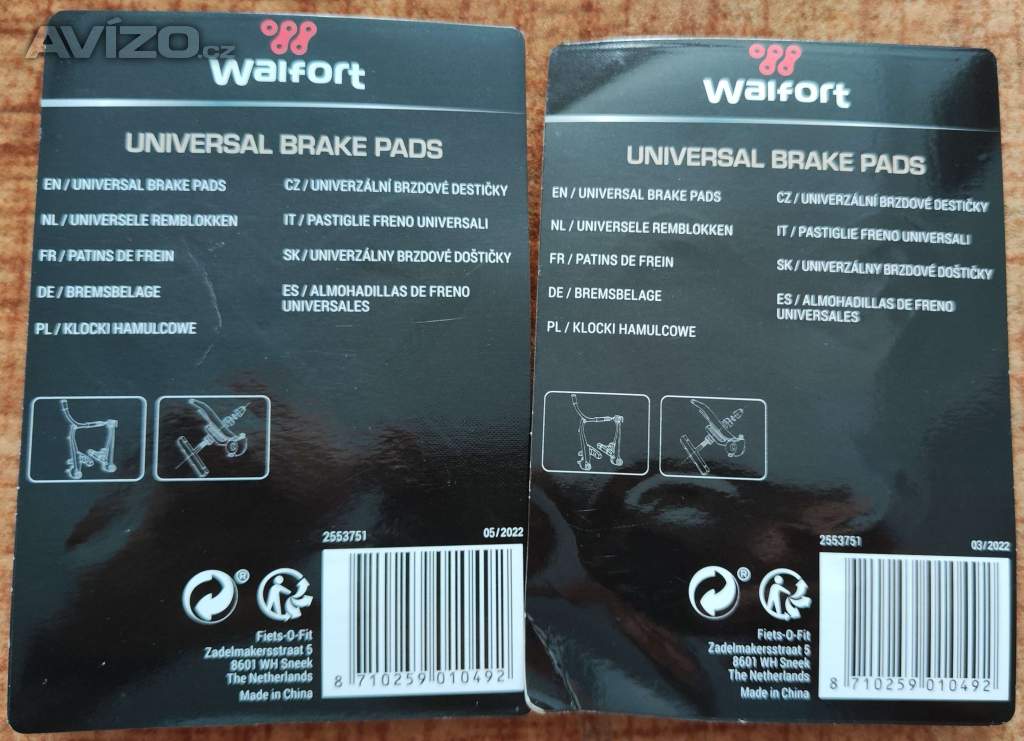 AVÍZO.cz
Walfort
UNIVERSAL BRAKE PADS
EN / UNIVERSAL BRAKE PADS
NL / UNIVERSELE REMBLOKKEN
FR / PATINS DE FREIN
DE / BREMSBELAGE
PL / KLOCKI HAMULCOWE
CZ / UNIVERZÁLNÍ BRZDOVÉ DESTIČKY
IT / PASTIGLIE FRENO UNIVERSALI
SK / UNIVERZÁLNY BRZDOVÉ DOŠTIČKY
ES / ALMOHADILLAS DE FRENO
UNIVERSALES
2553751
05/2022
®
Fiets-O-Fit
Zadelmakersstraat 5
8601 WH Sneek
The Netherlands
Made in China
8 710259 010492
Walfort
UNIVERSAL BRAKE PADS
EN / UNIVERSAL BRAKE PADS
NL / UNIVERSELE REMBLOKKEN
FR / PATINS DE FREIN
DE / BREMSBELAGE
PL / KLOCKI HAMULCOWE
CZ / UNIVERZÁLNÍ BRZDOVÉ DESTIČKY
IT / PASTIGLIE FRENO UNIVERSALI
SK / UNIVERZÁLNY BRZDOVÉ DOŠTIČKY
ES / ALMOHADILLAS DE FRENO
UNIVERSALES
2553751
03/2022
®
Fiets-O-Fit
Zadelmakersstraat 5
8601 WH Sneek
The Netherlands
Made in China
8 710259 010492